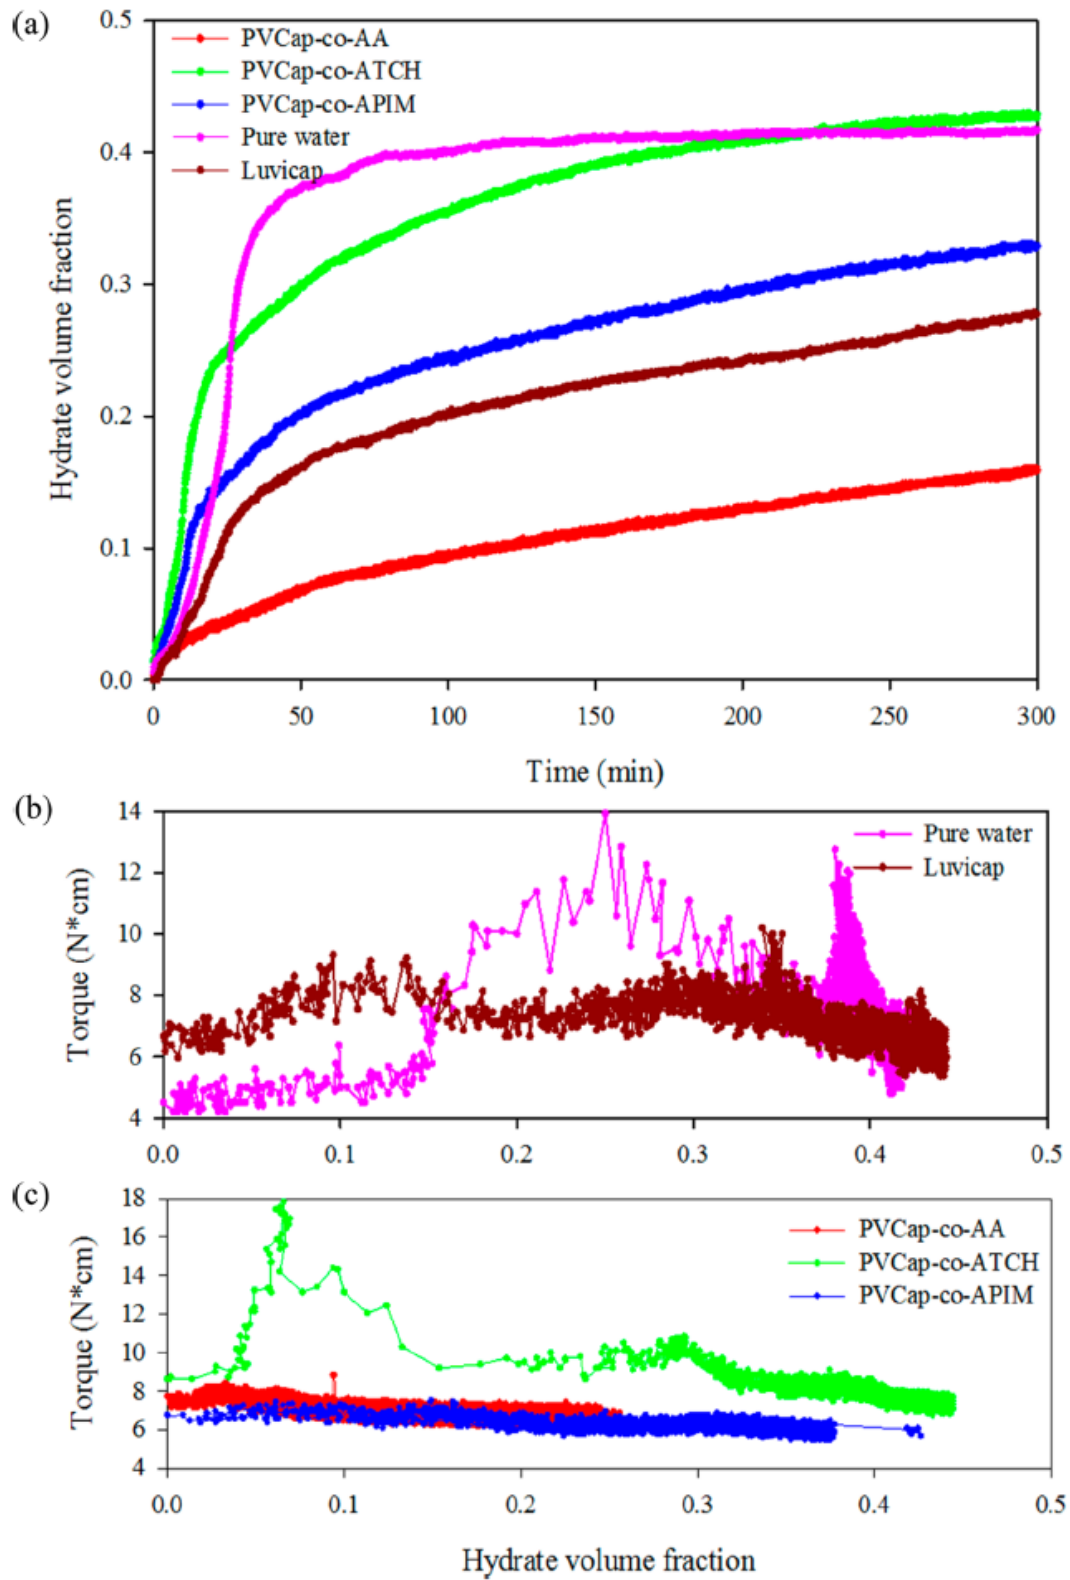 (a)
0.5
0.4
0.3
0.2
0.1
0.0
Hydrate volume fraction
PVCap-co-AA
PVCap-co-ATCH
PVCap-co-APIM
Pure water
Luvicap
0 50 100 150 200 250 300
Time (min)
(b)
14
12
10
8
6
4
Torque (N*cm)
Pure water
Luvicap
0.0 0.1 0.2 0.3 0.4 0.5
(c)
18
16
14
12
10
8
6
4
Torque (N*cm)
PVCap-co-AA
PVCap-co-ATCH
PVCap-co-APIM
0.0 0.1 0.2 0.3 0.4 0.5
Hydrate volume fraction